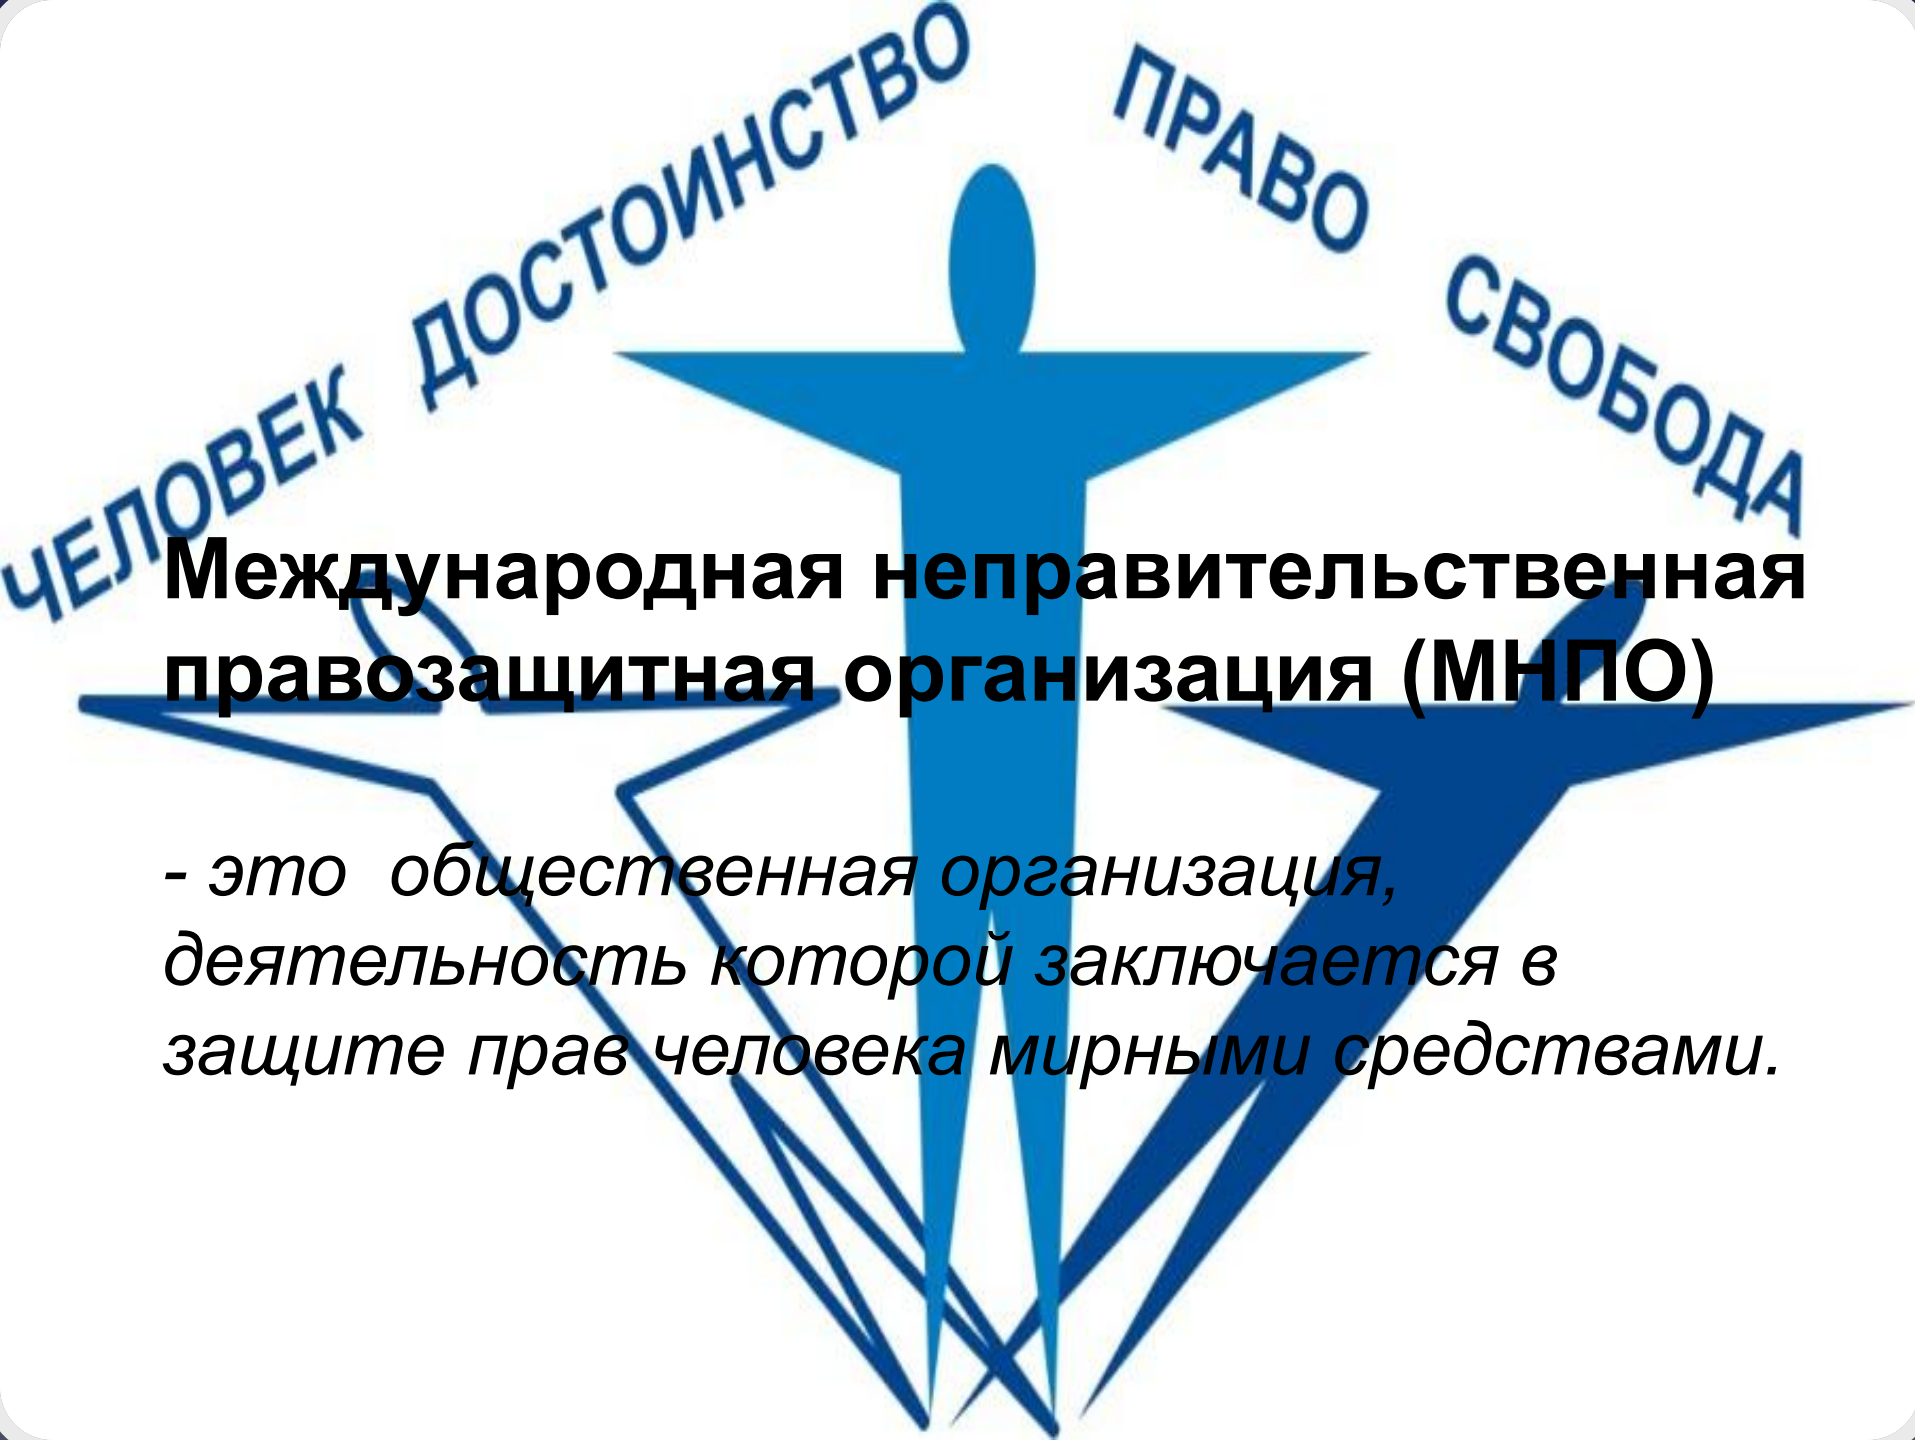 ЧЕЛОВЕК ДОСТОИНСТВО ПРАВО СВОБОДА
Международная неправительственная
правозащитная организация (МНПО)
- это общественная организация,
деятельность которой заключается в
защите прав человека мирными средствами.